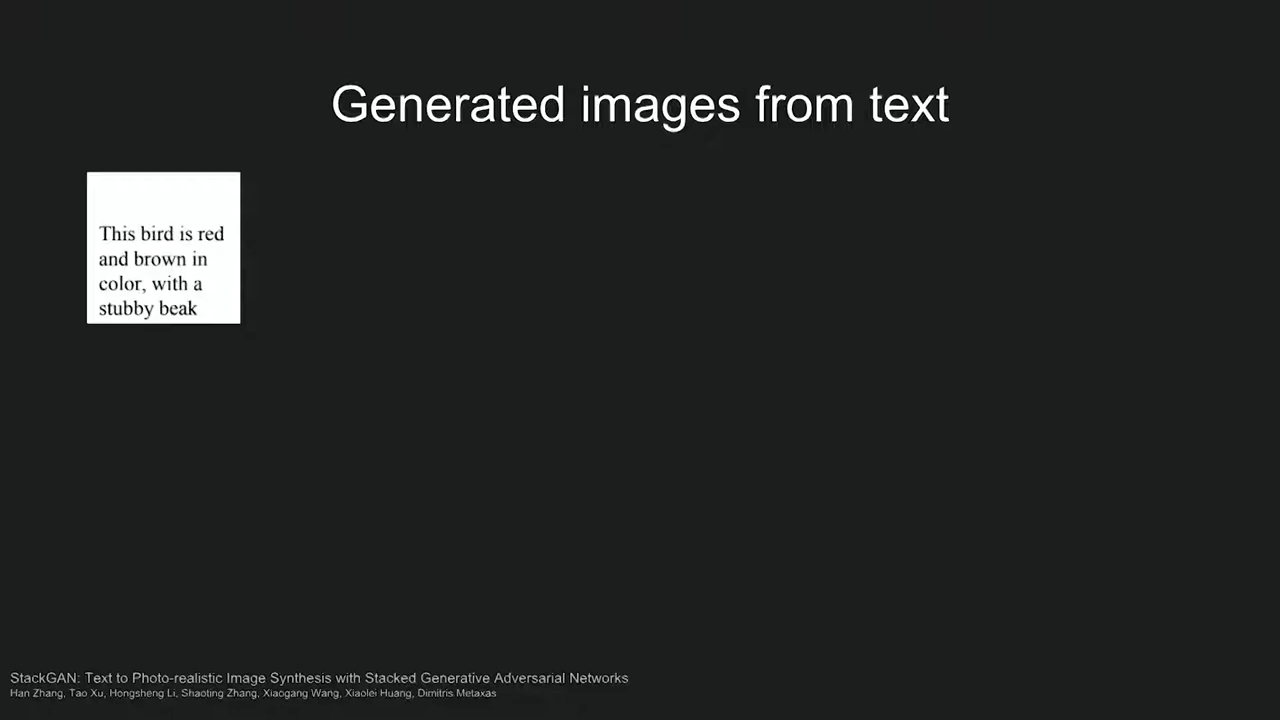 Generated images from text
This bird is red
and brown in
color, with a
stubby beak
StackGAN: Text to Photo-realistic Image Synthesis with Stacked Generative Adversarial Networks
Han Zhang, Tao Xu, Hongsheng Li, Shaoting Zhang, Xiaogang Wang, Xiaolei Huang, Dimitris Metaxas